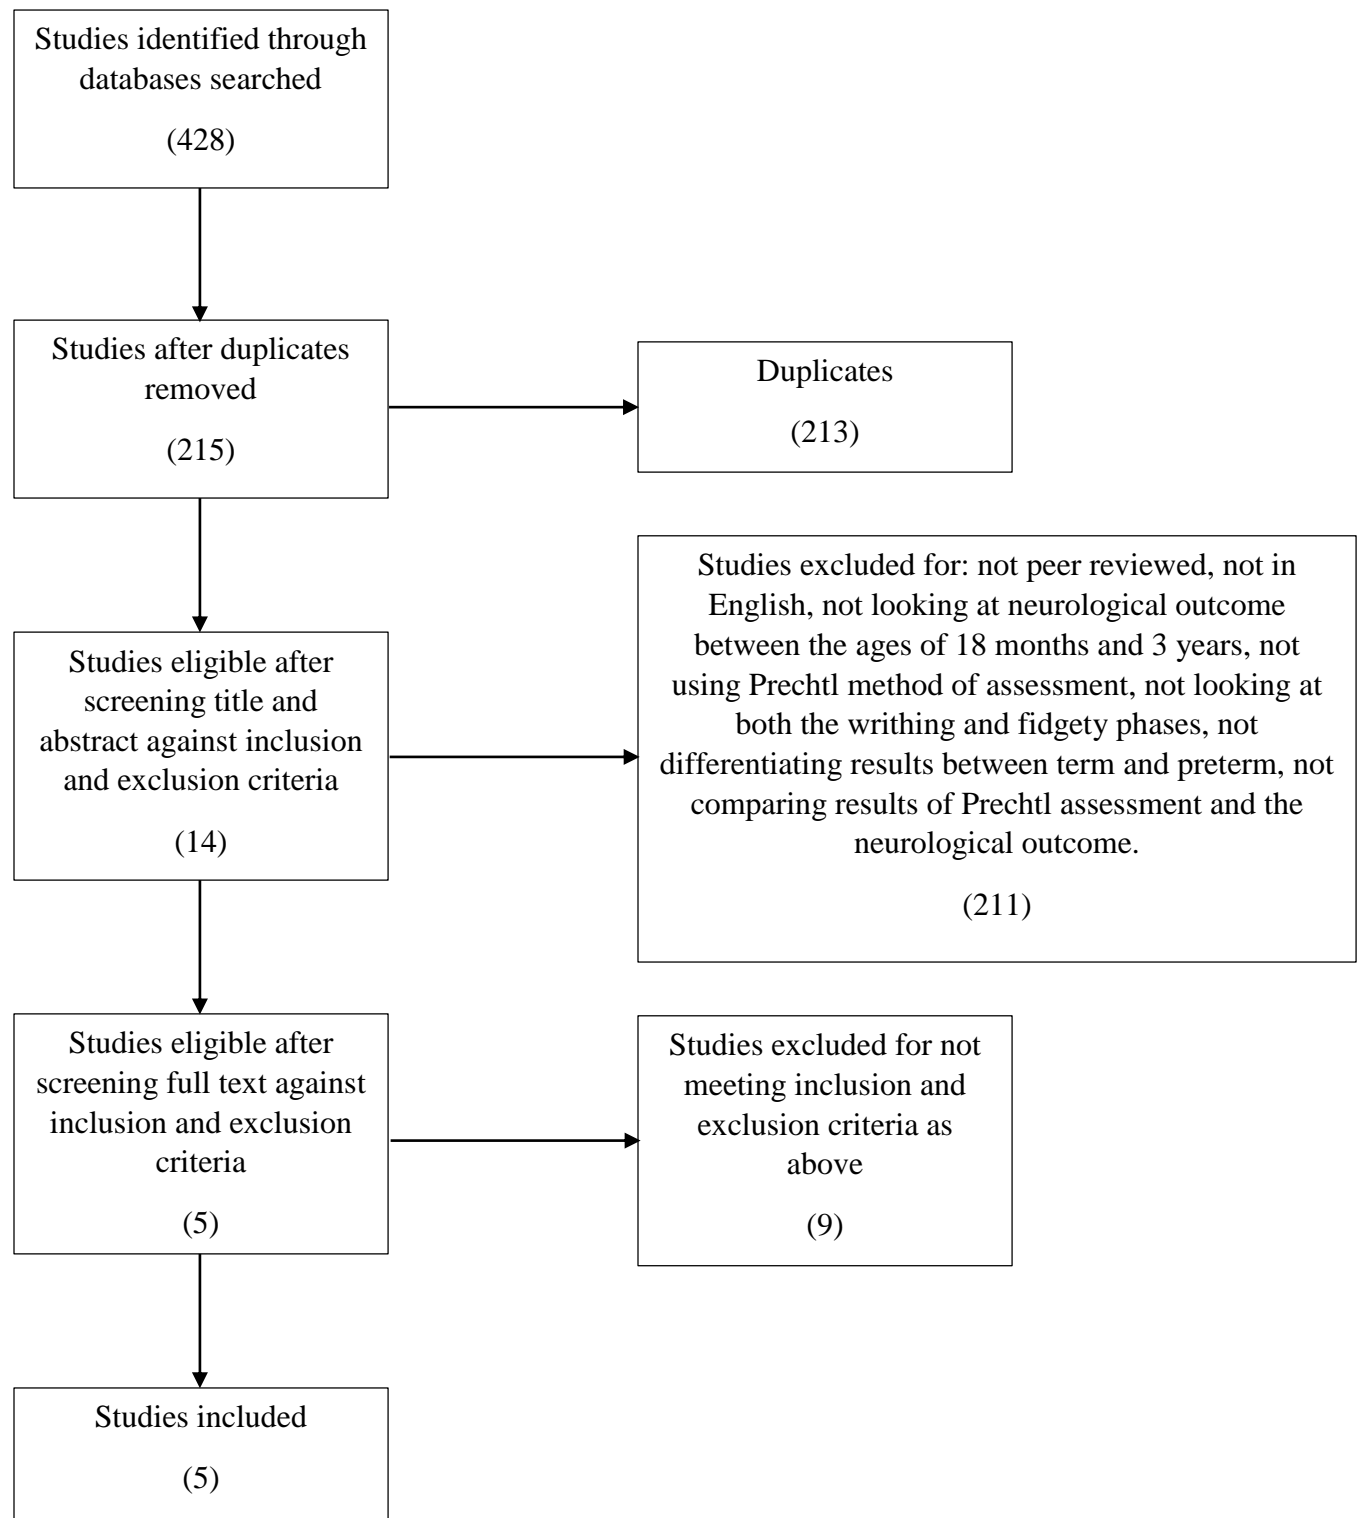 Studies identified through
databases searched
(428)
Studies after duplicates
removed
(215)
Duplicates
(213)
Studies eligible after
screening title and
abstract against inclusion
and exclusion criteria
(14)
Studies excluded for: not peer reviewed, not in
English, not looking at neurological outcome
between the ages of 18 months and 3 years, not
using Prechtl method of assessment, not looking at
both the writhing and fidgety phases, not
differentiating results between term and preterm, not
comparing results of Prechtl assessment and the
neurological outcome.
(211)
Studies eligible after
screening full text against
inclusion and exclusion
criteria
(5)
Studies excluded for not
meeting inclusion and
exclusion criteria as
above
(9)
Studies included
(5)